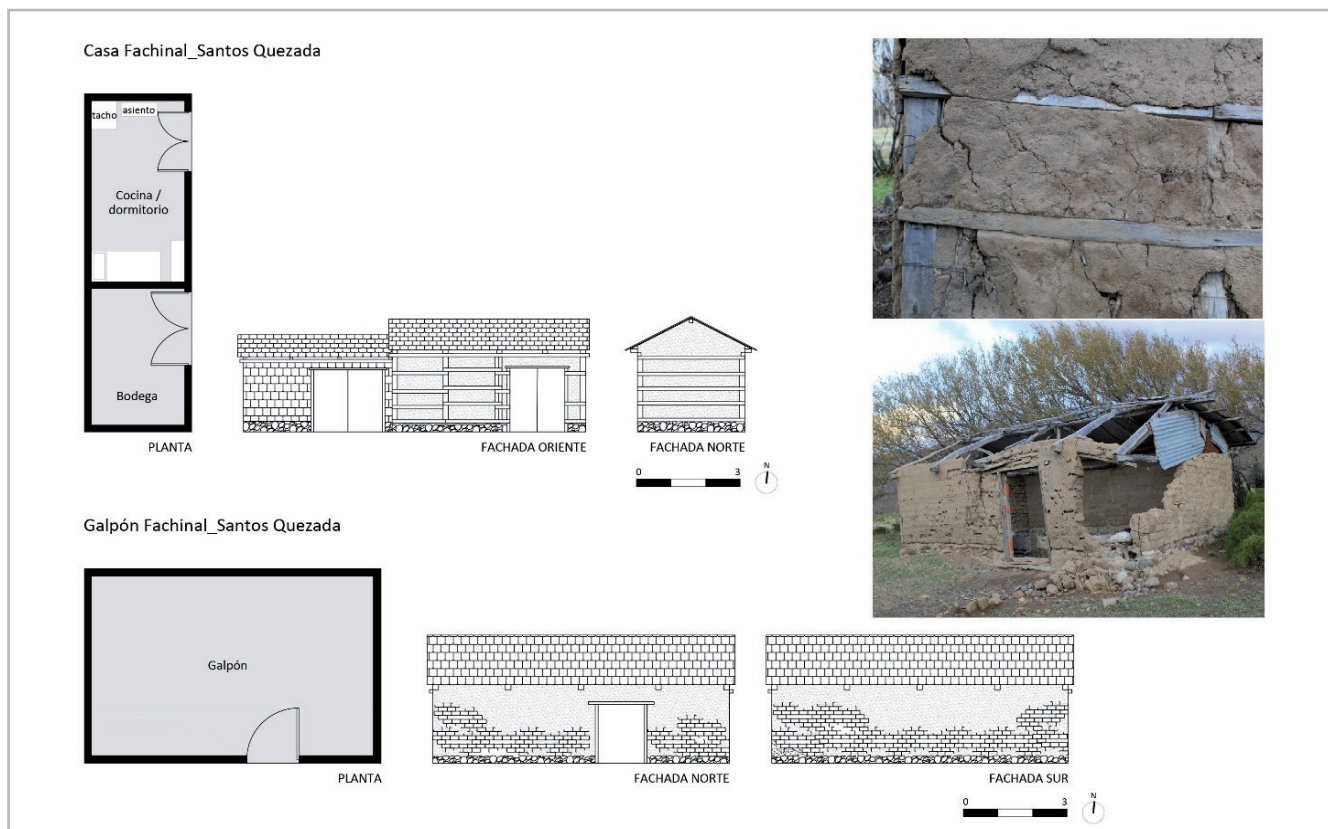 Casa Fachinal_Santos Quezada
tacho
asiento
Cocina /
dormitorio
Bodega
PLANTA
FACHADA ORIENTE
FACHADA NORTE
0 3
N
Galpón Fachinal_Santos Quezada
Galpón
PLANTA
FACHADA NORTE
FACHADA SUR
0 3
N